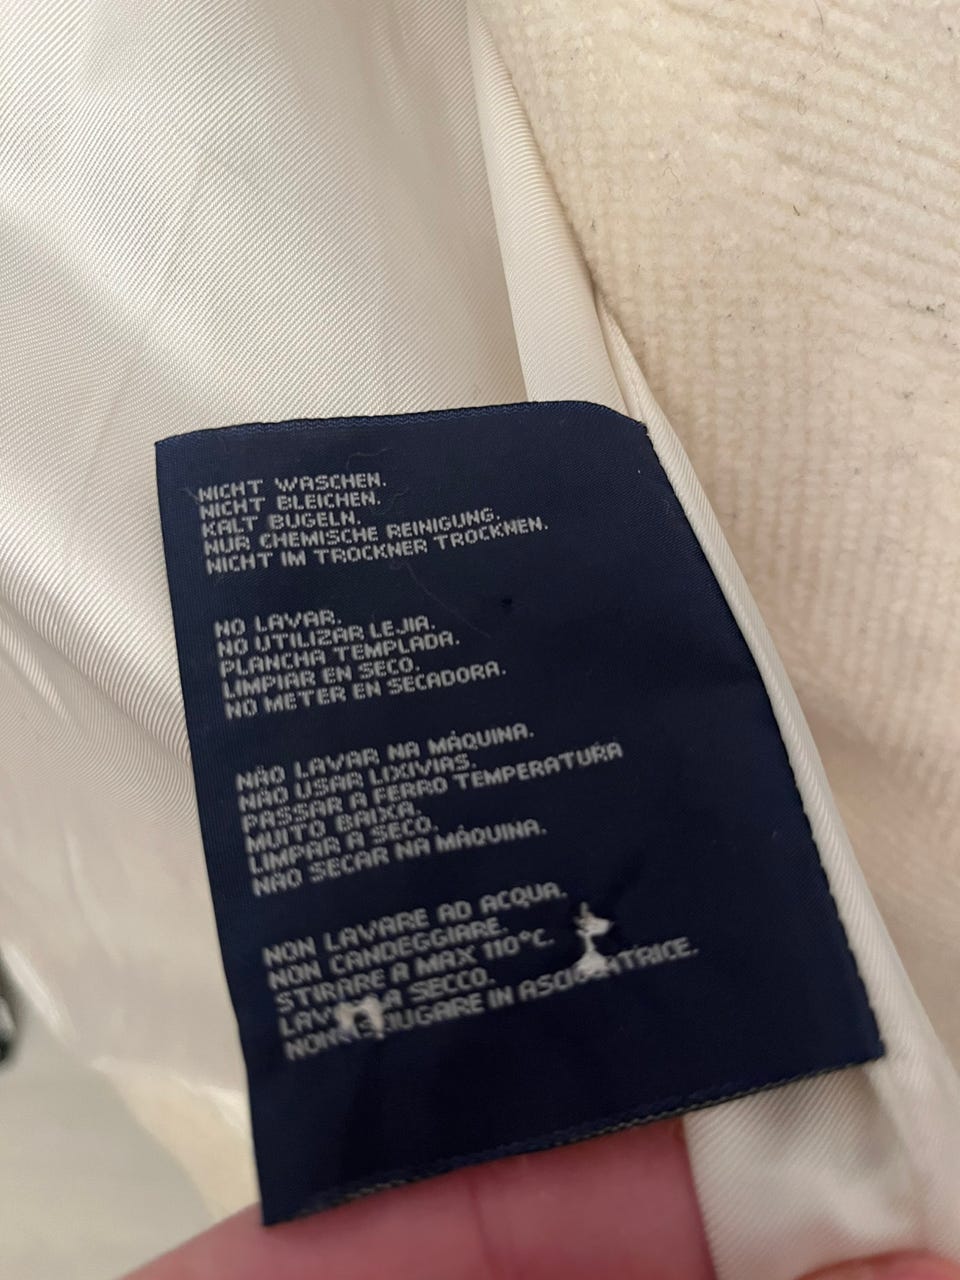 NICHT WASCHEN.
NICHT BLEICHEN.
KALT BUGELN.
NUR CHEMISCHE REINIGUNG.
NICHT IM TROCKNER TROCKNEN.
NO LAVAR.
NO UTILIZAR LEJIA.
PLANCHA TEMPLADA.
LIMPIAR EN SECO.
NO METER EN SECADORA.
NÃO LAVAR NA MÁQUINA.
NÃO USAR LIXIVIAS.
PASSAR A FERRO TEMPERATURA
MUITO BAIXA.
LIMPAR A SECO.
NÃO SECAR NA MÁQUINA.
NON LAVARE AD ACQUA.
NON CANDEGGIARE.
STIRARE A MAX 110°C.
A SECCO.
NON IN